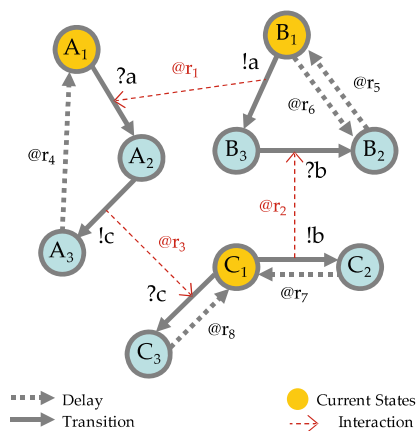 A1
B1
?a
@r1
!a
@r6
@r5
@r4
A2
B3
?b
B2
!c
@r3
@r2
!b
A3
?c
C1
C2
@r7
@r8
C3
Delay
Transition
Current States
Interaction